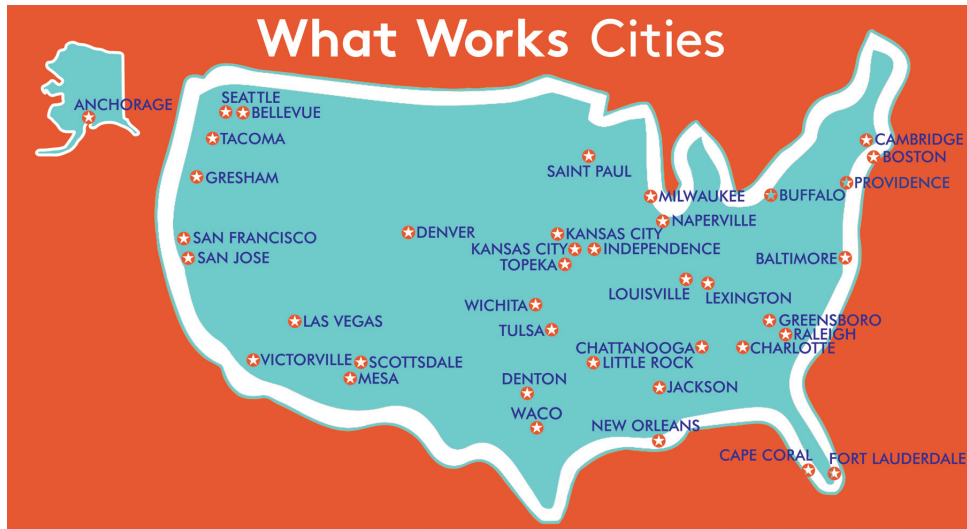 What Works Cities
ANCHORAGE
SEATTLE
BELLEVUE
TACOMA
GRESHAM
SAN FRANCISCO
SAN JOSE
LAS VEGAS
VICTORVILLE
SCOTTSDALE
MESA
DENVER
SAINT PAUL
MILWAUKEE
NAPERVILLE
KANSAS CITY
KANSAS CITY
INDEPENDENCE
TOPEKA
WICHITA
TULSA
DENTON
WACO
LOUISVILLE
LEXINGTON
CHATTANOOGA
LITTLE ROCK
JACKSON
NEW ORLEANS
CAMBRIDGE
BOSTON
PROVIDENCE
BUFFALO
BALTIMORE
GREENSBORO
RALEIGH
CHARLOTTE
CAPE CORAL
FORT LAUDERDALE